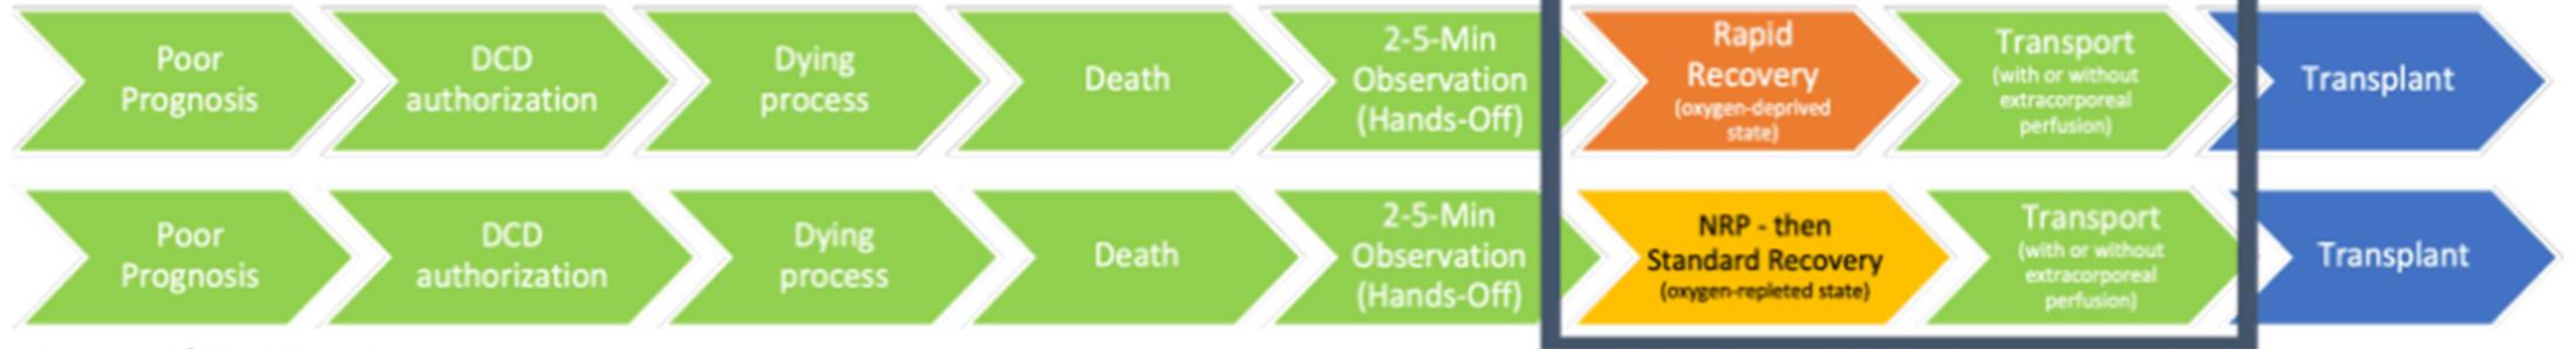 Poor
Prognosis
DCD
authorization
Dying
process
Death
2-5-Min
Observation
(Hands-Off)
Rapid
Recovery
(oxygen-deprived
state)
Transport
(with or without
extracorporeal
perfusion)
Transplant
Poor
Prognosis
DCD
authorization
Dying
process
Death
2-5-Min
Observation
(Hands-Off)
NRP - then
Standard Recovery
(oxygen-repleted state)
Transport
(with or without
extracorporeal
perfusion)
Transplant